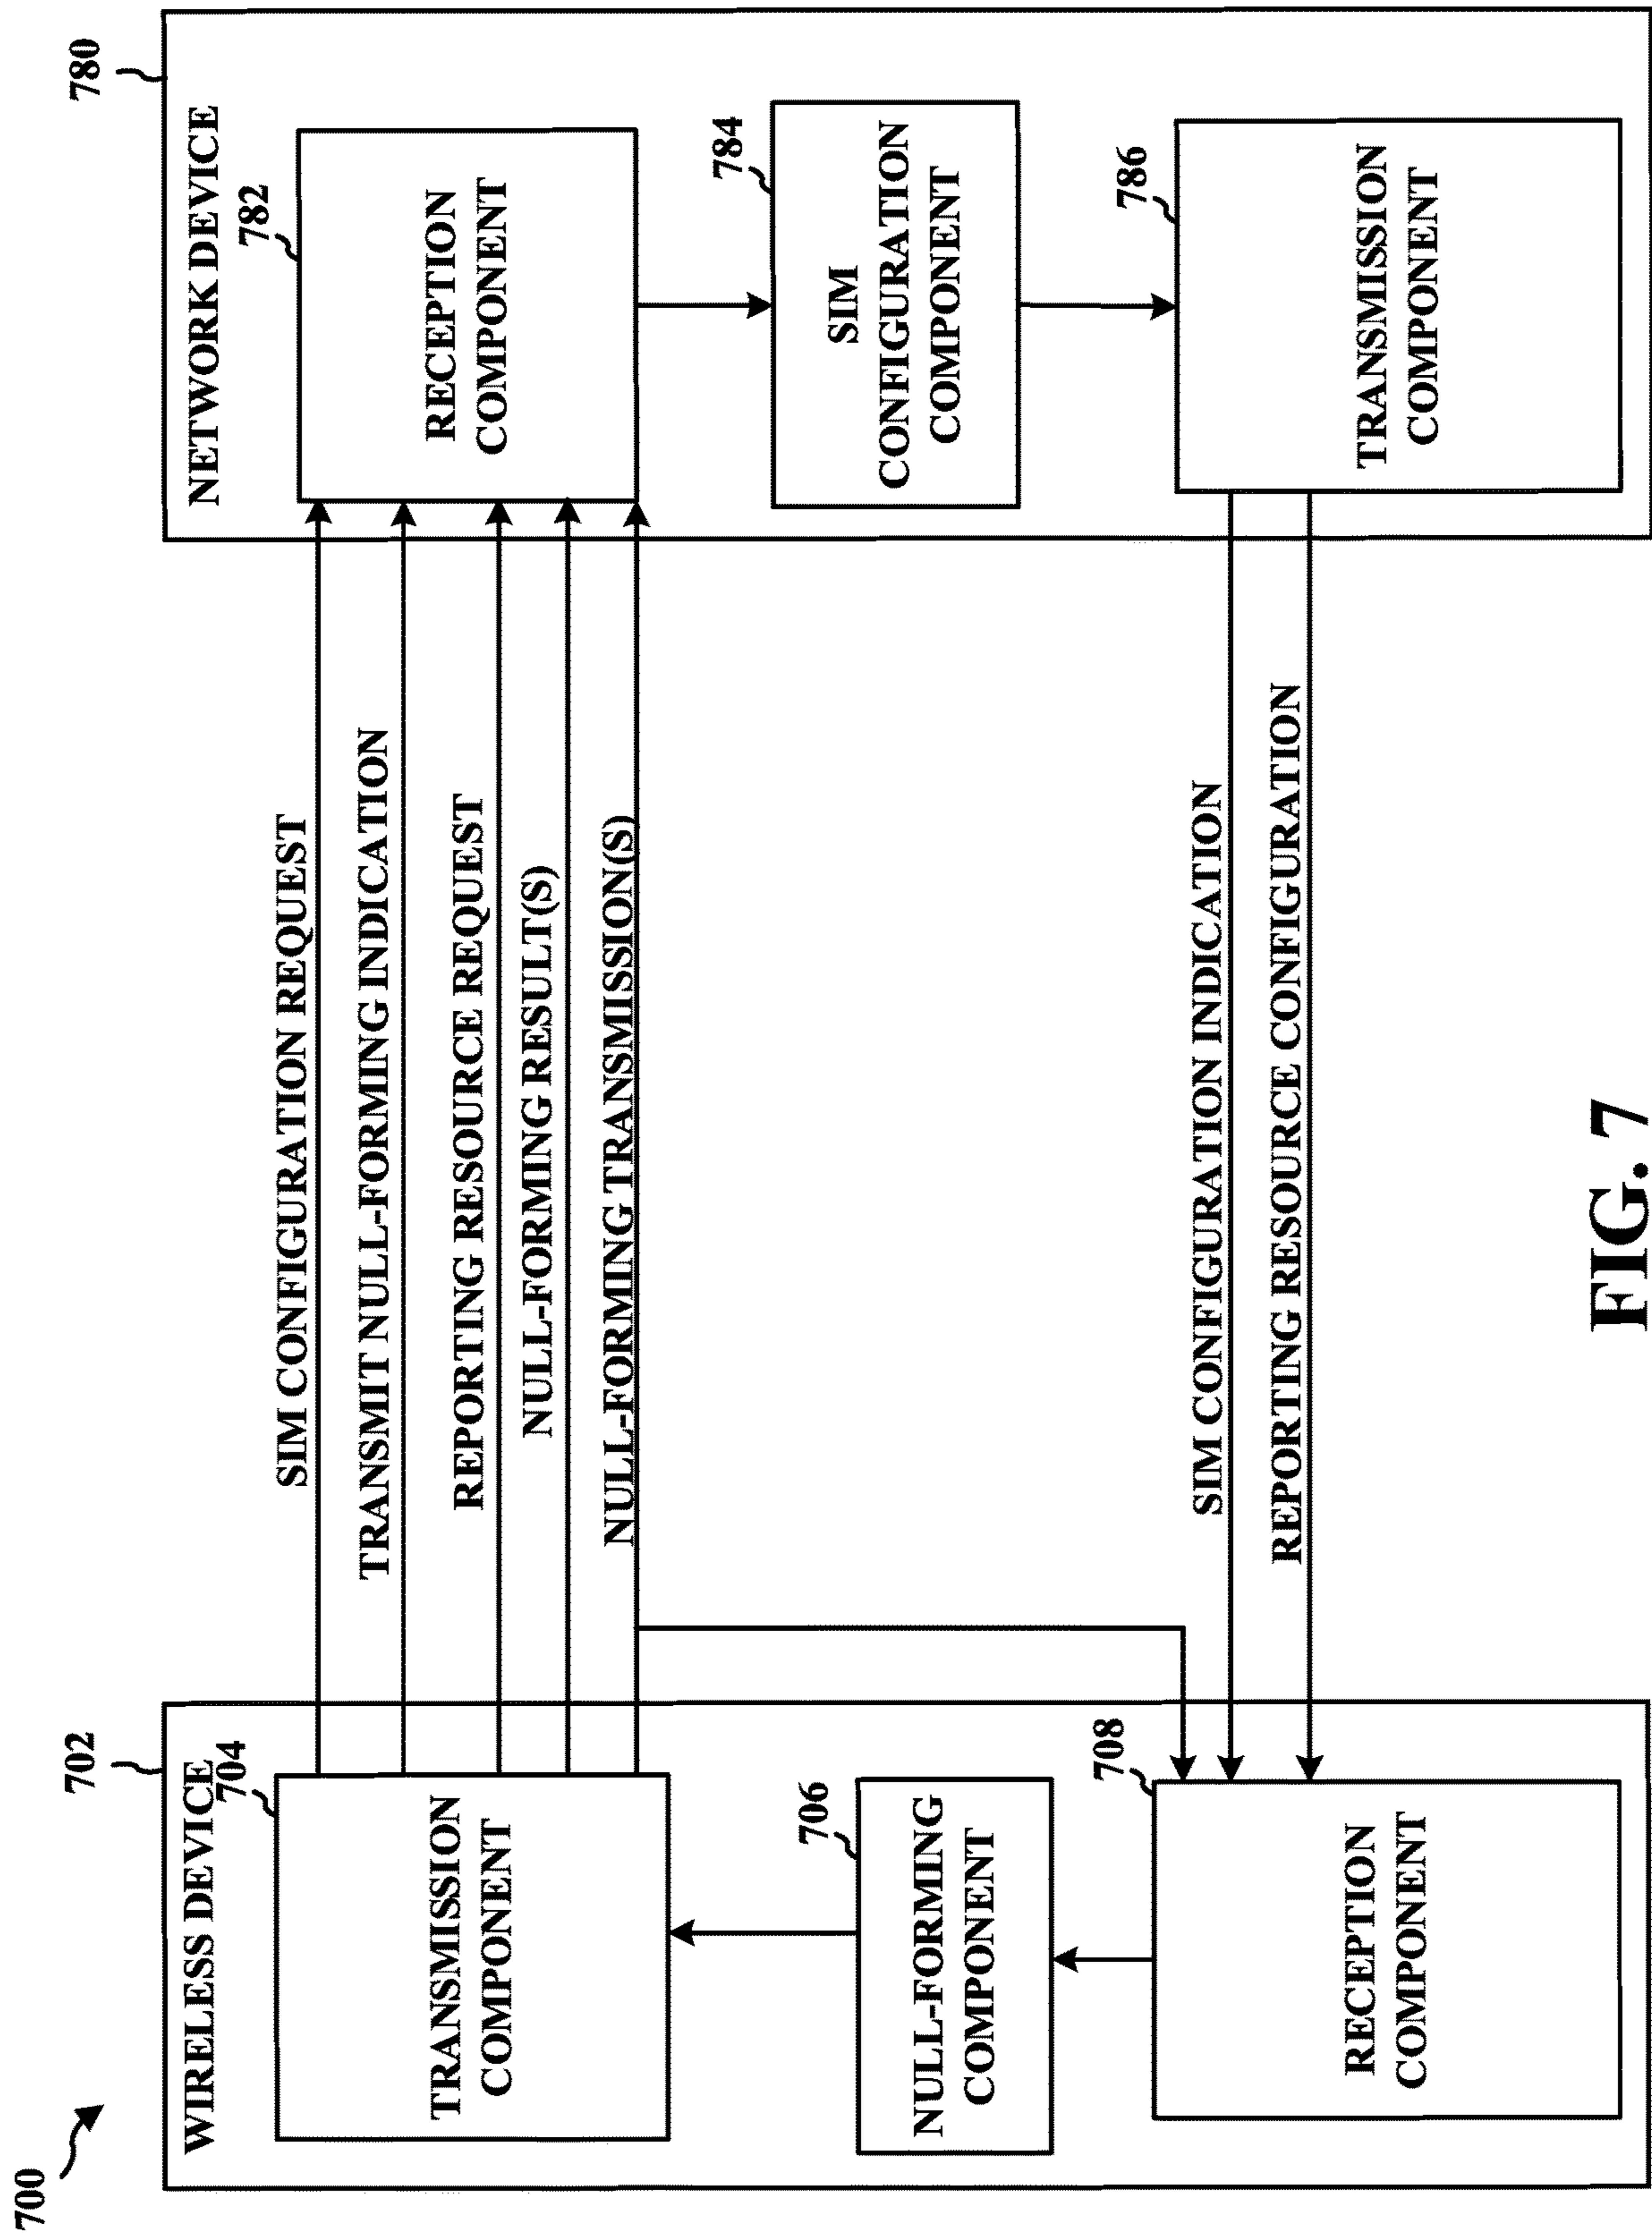 700
702
WIRELESS DEVICE
704
TRANSMISSION
COMPONENT
706
NULL-FORMING
COMPONENT
708
RECEPTION
COMPONENT
SIM CONFIGURATION REQUEST
TRANSMIT NULL-FORMING INDICATION
REPORTING RESOURCE REQUEST
NULL-FORMING RESULT(S)
NULL-FORMING TRANSMISSION(S)
SIM CONFIGURATION INDICATION
REPORTING RESOURCE CONFIGURATION
780
NETWORK DEVICE
782
RECEPTION
COMPONENT
784
SIM
CONFIGURATION
COMPONENT
786
TRANSMISSION
COMPONENT
FIG. 7